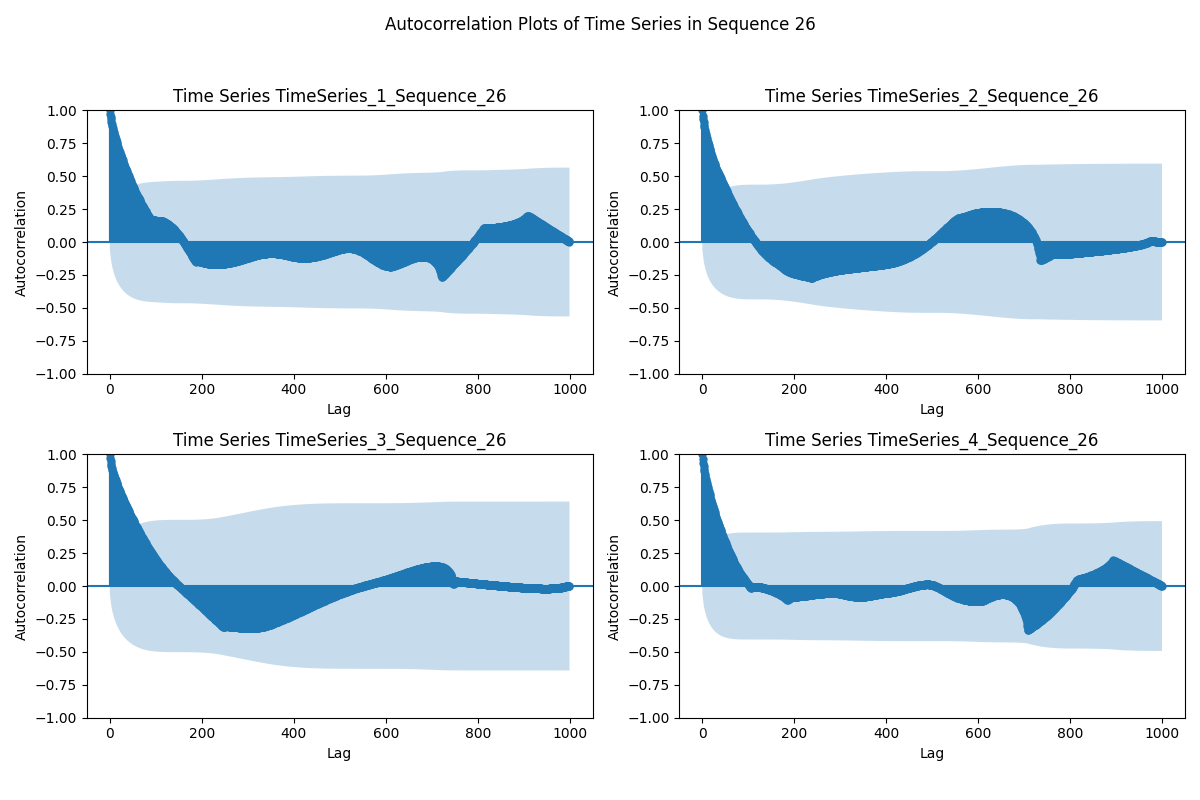 Autocorrelation Plots of Time Series in Sequence 26
Time Series TimeSeries_1_Sequence_26
1.00
0.75
0.50
0.25
0.00
−0.25
−0.50
−0.75
−1.00
Autocorrelation
0 200 400 600 800 1000
Lag
Time Series TimeSeries_2_Sequence_26
1.00
0.75
0.50
0.25
0.00
−0.25
−0.50
−0.75
−1.00
Autocorrelation
0 200 400 600 800 1000
Lag
Time Series TimeSeries_3_Sequence_26
1.00
0.75
0.50
0.25
0.00
−0.25
−0.50
−0.75
−1.00
Autocorrelation
0 200 400 600 800 1000
Lag
Time Series TimeSeries_4_Sequence_26
1.00
0.75
0.50
0.25
0.00
−0.25
−0.50
−0.75
−1.00
Autocorrelation
0 200 400 600 800 1000
Lag